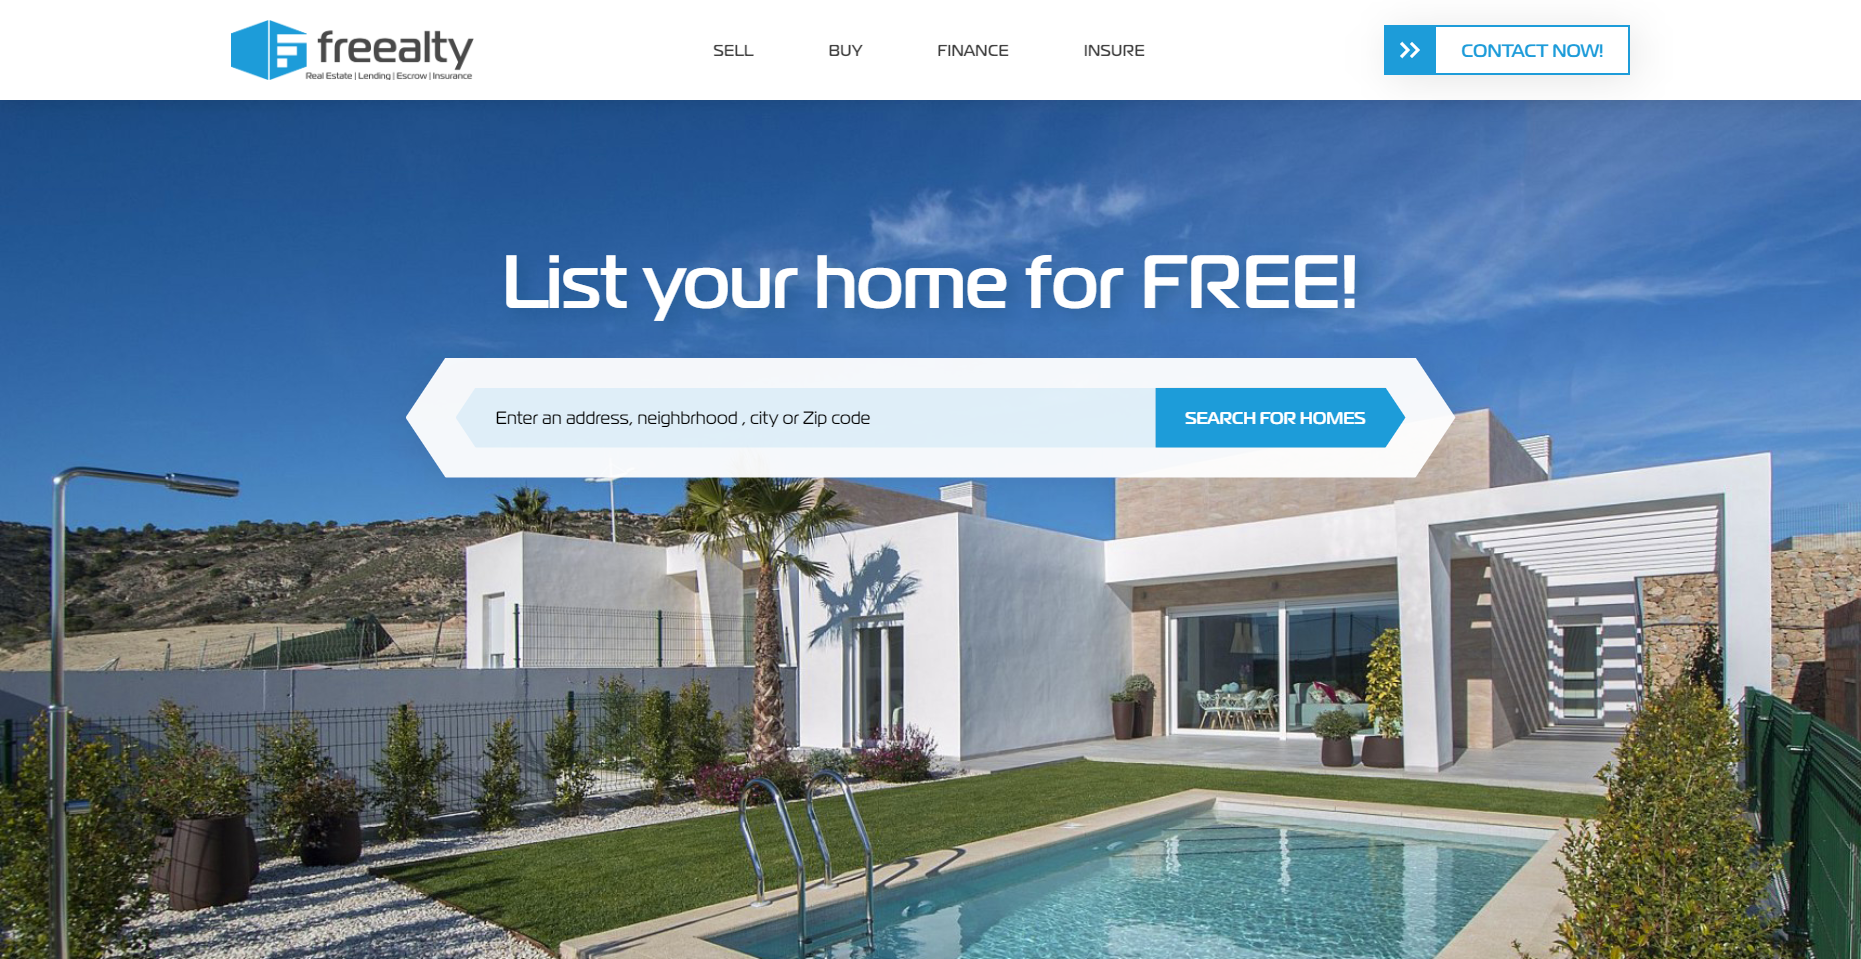 freealty
Real Estate | Lending | Escrow | Insurance
SELL
BUY
FINANCE
INSURE
CONTACT NOW!
List your home for FREE!
Enter an address, neighbrhood , city or Zip code
SEARCH FOR HOMES